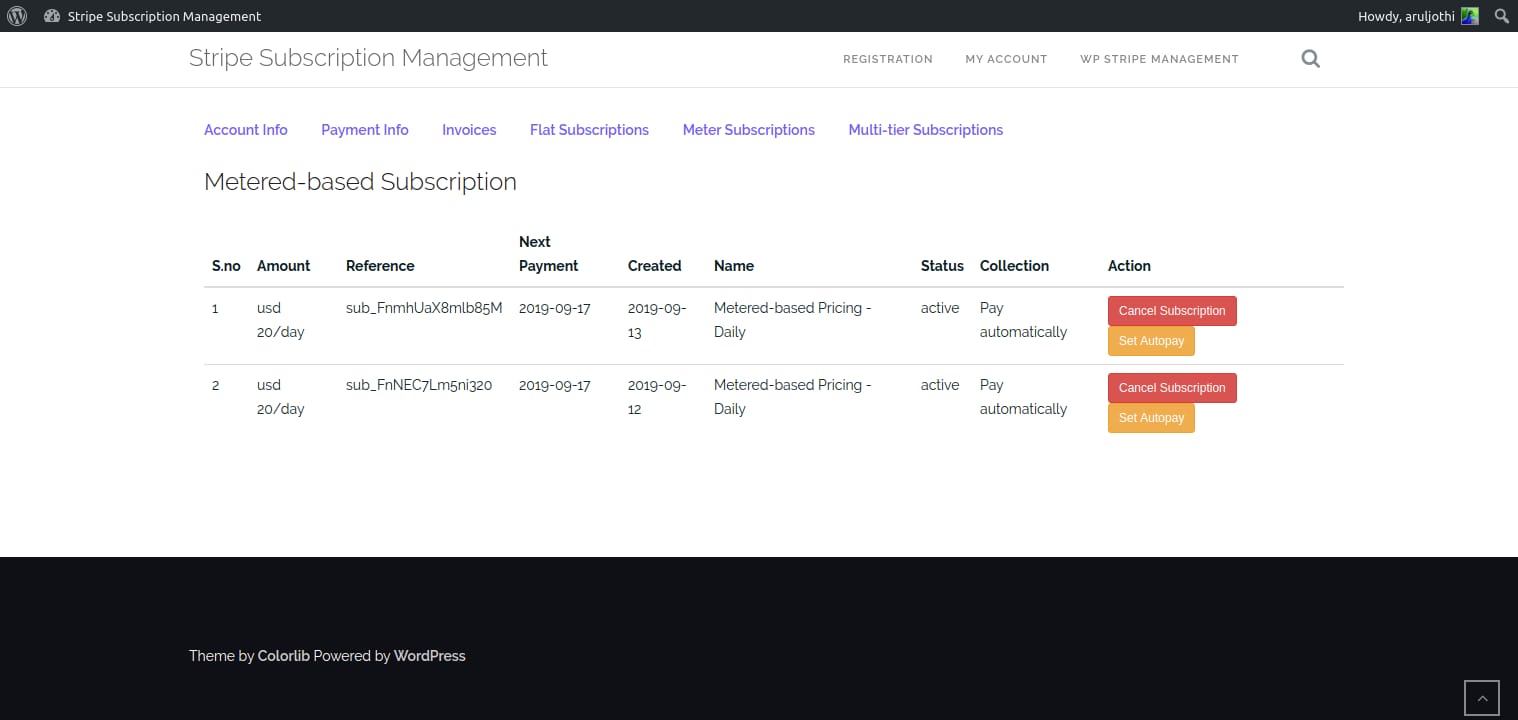 Stripe Subscription Management
Howdy, aruljothi
Stripe Subscription Management
REGISTRATION MY ACCOUNT WP STRIPE MANAGEMENT
Account Info Payment Info Invoices Flat Subscriptions Meter Subscriptions Multi-tier Subscriptions
Metered-based Subscription
Next
S.no Amount Reference Payment Created Name Status Collection Action
1 usd sub_FnmhUaX8mlb85M 2019-09-17 2019-09- Metered-based Pricing - active Pay Cancel Subscription
20/day 13 Daily automatically Set Autopay
2 usd sub_FnNEC7Lm5ni320 2019-09-17 2019-09- Metered-based Pricing - active Pay Cancel Subscription
20/day 12 Daily automatically Set Autopay
Theme by Colorlib Powered by WordPress